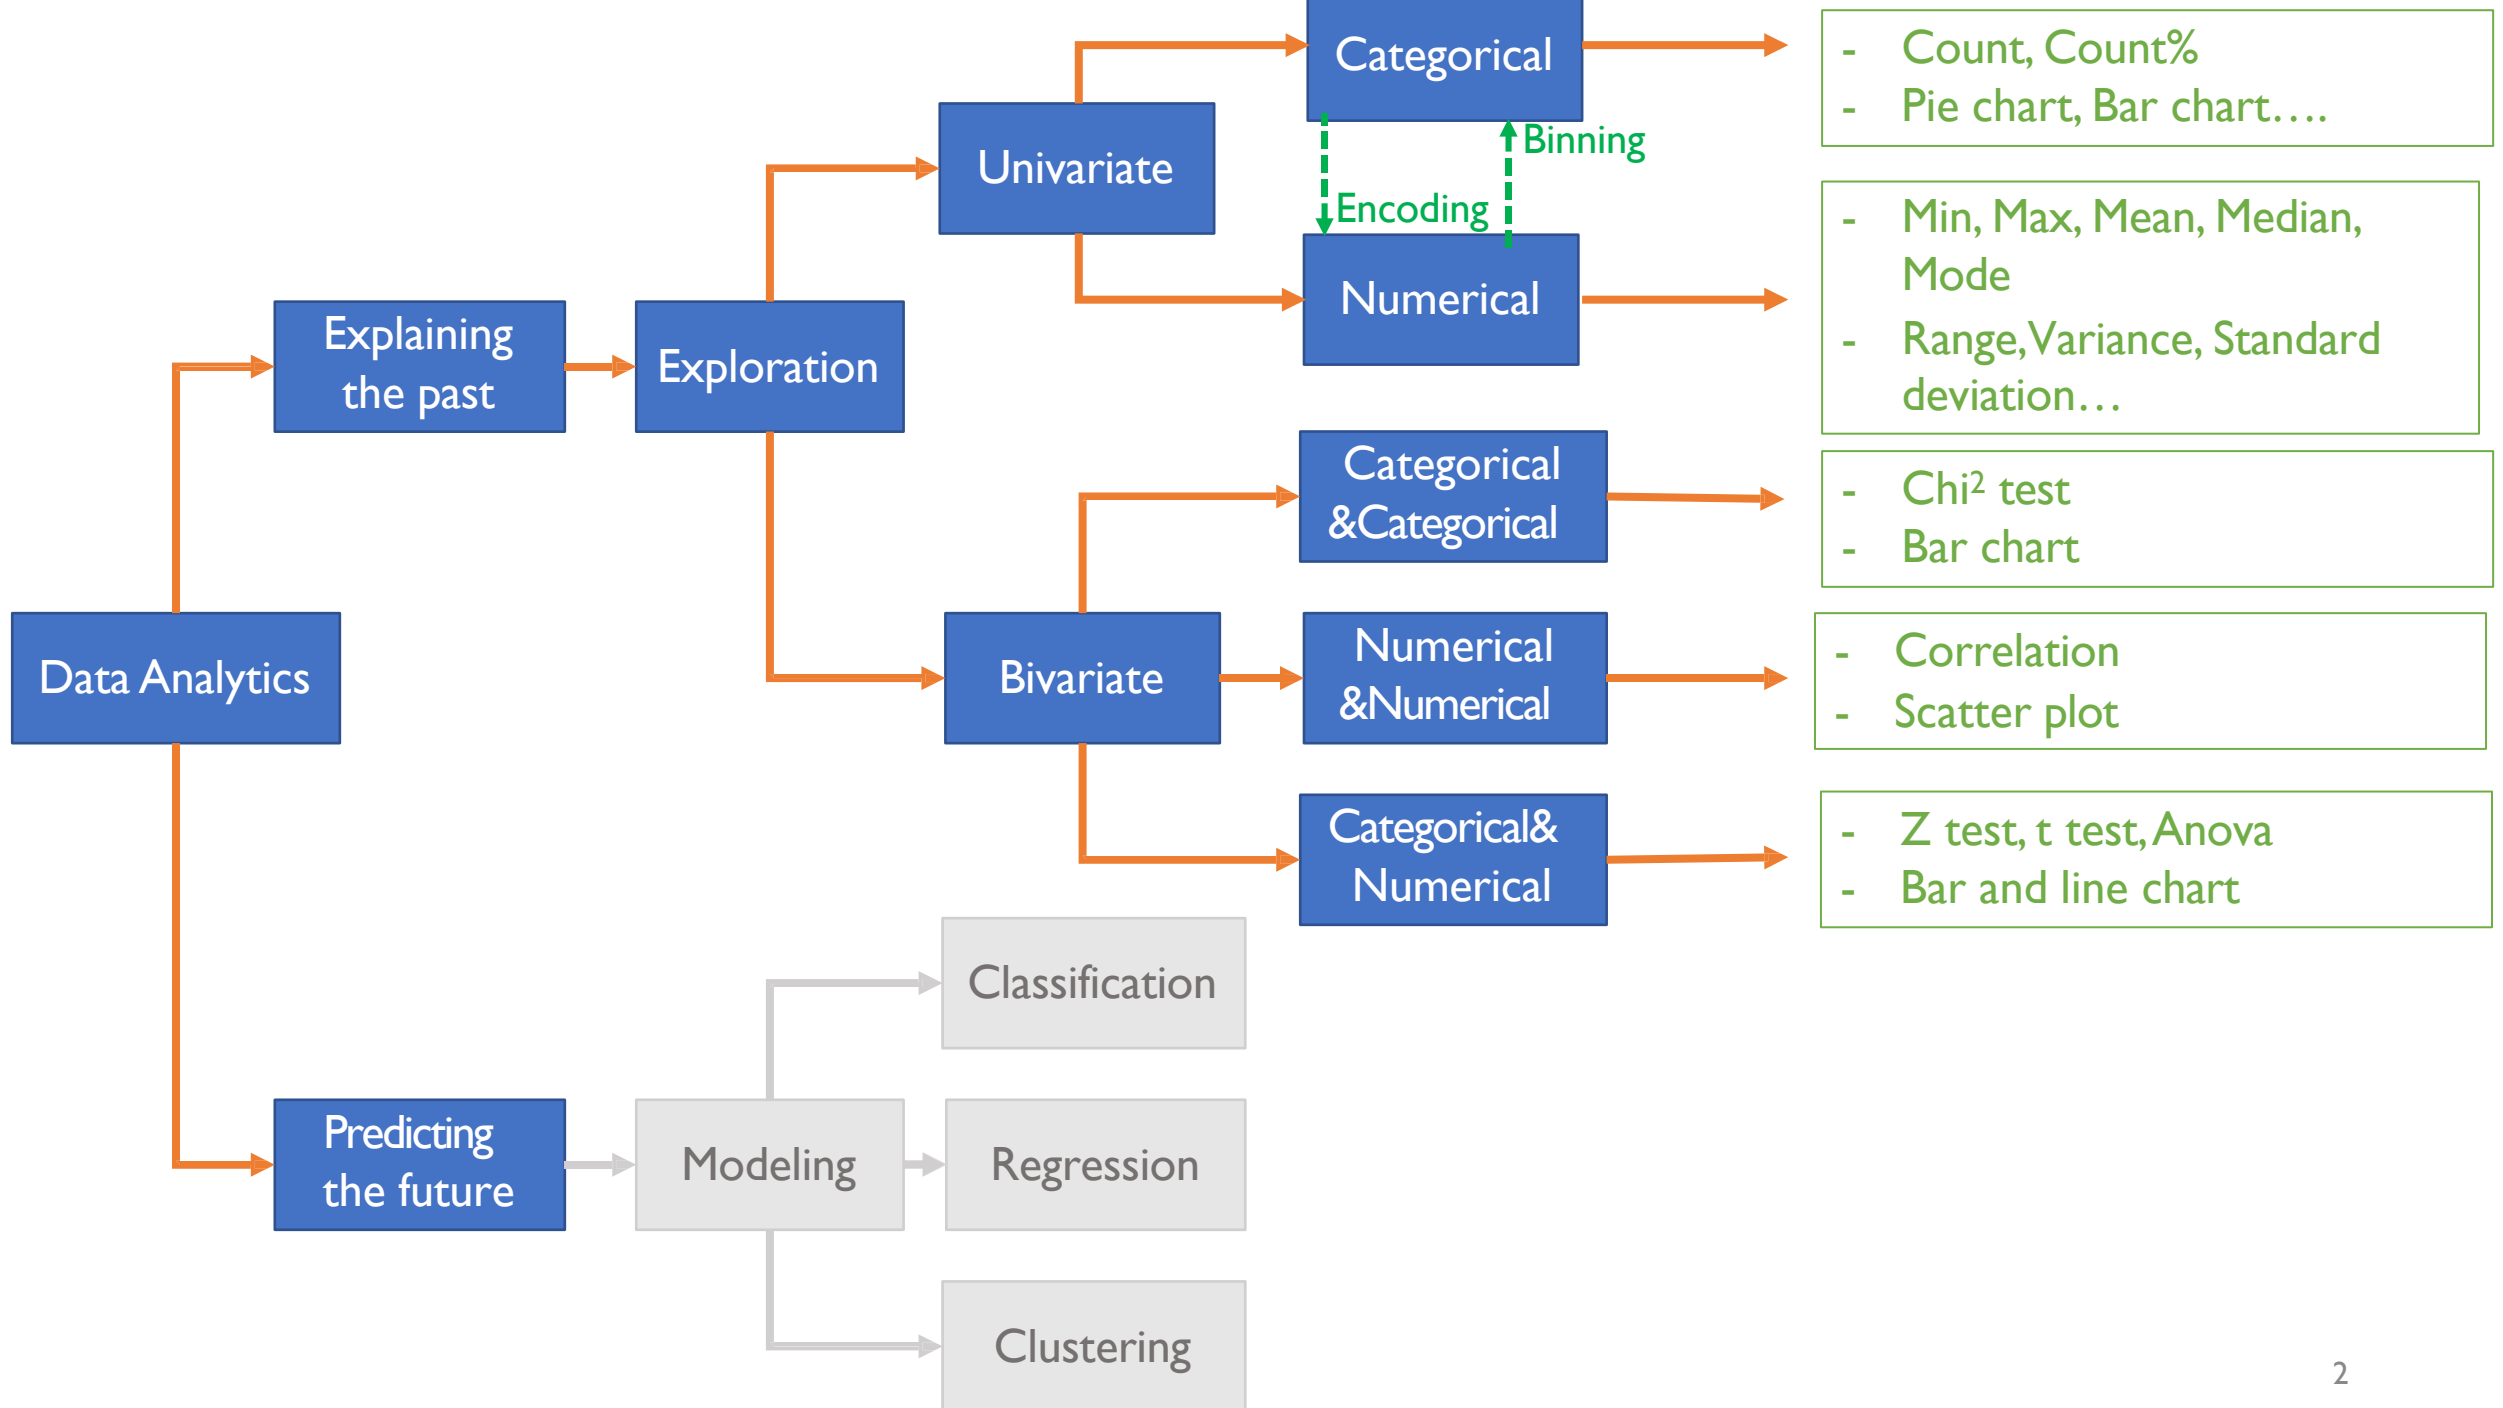 Categorical
- Count, Count%
- Pie chart, Bar chart….
Binning
Univariate
Encoding
Numerical
- Min, Max, Mean, Median,
Mode
- Range, Variance, Standard
deviation…
Explaining
the past
Exploration
Categorical
&Categorical
- Chi² test
- Bar chart
Data Analytics
Bivariate
Numerical
&Numerical
- Correlation
- Scatter plot
Categorical&
Numerical
- Z test, t test, Anova
- Bar and line chart
Classification
Predicting
the future
Modeling
Regression
Clustering
2